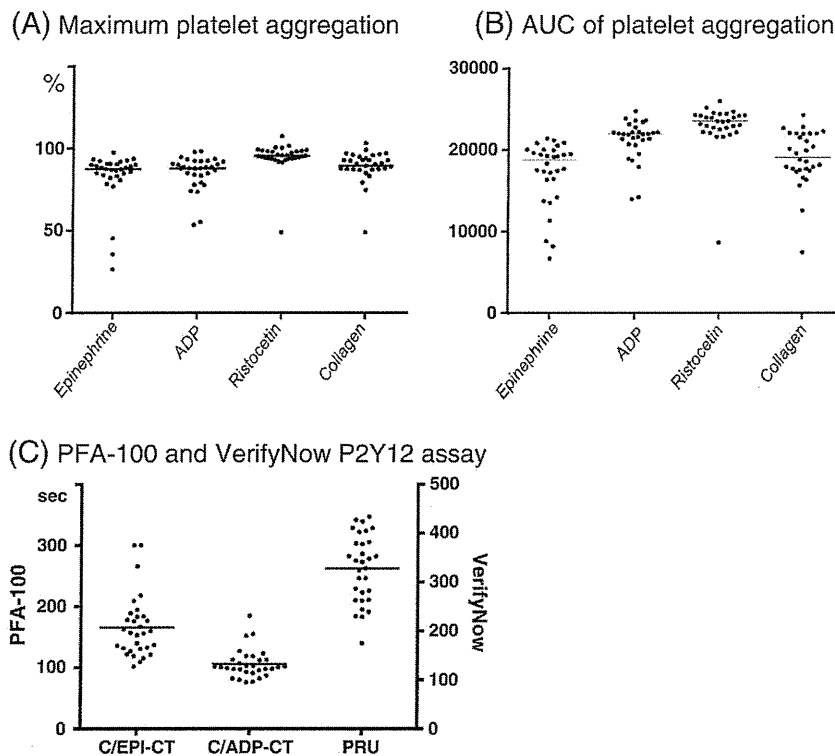 (A) Maximum platelet aggregation
%
100
50
0
Epinephrine
ADP
Ristocetin
Collagen
(B) AUC of platelet aggregation
30000
20000
10000
0
Epinephrine
ADP
Ristocetin
Collagen
(C) PFA-100 and VerifyNow P2Y12 assay
sec
300
200
100
0
PFA-100
500
400
300
200
100
0
VerifyNow
C/EPI-CT
C/ADP-CT
PRU